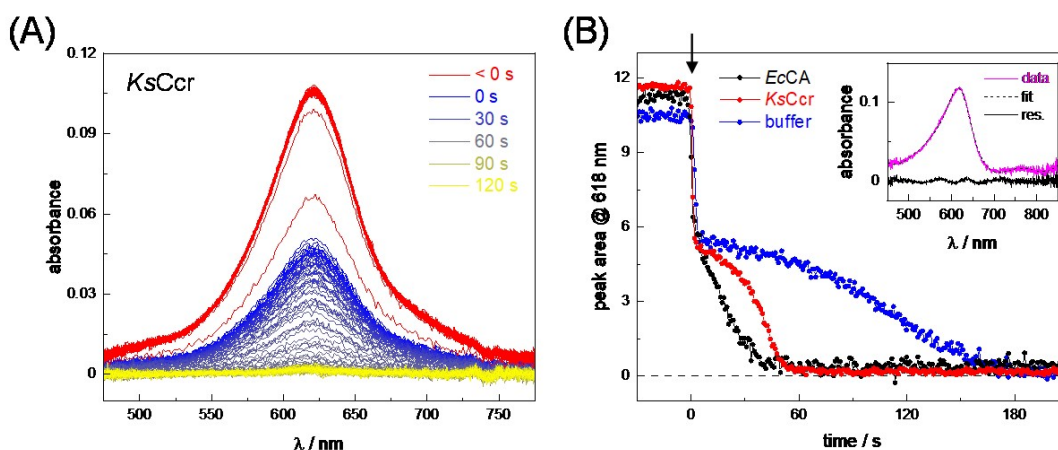 (A)
KsCcr
< 0 s
0 s
30 s
60 s
90 s
120 s
absorbance
0.12
0.09
0.06
0.03
0
500
550
600
650
700
750
λ / nm
(B)
EcCA
KsCcr
buffer
peak area @ 618 nm
12
9
6
3
0
0
60
120
180
time / s
data
fit
res.
absorbance
0.1
0
500
600
700
800
λ / nm